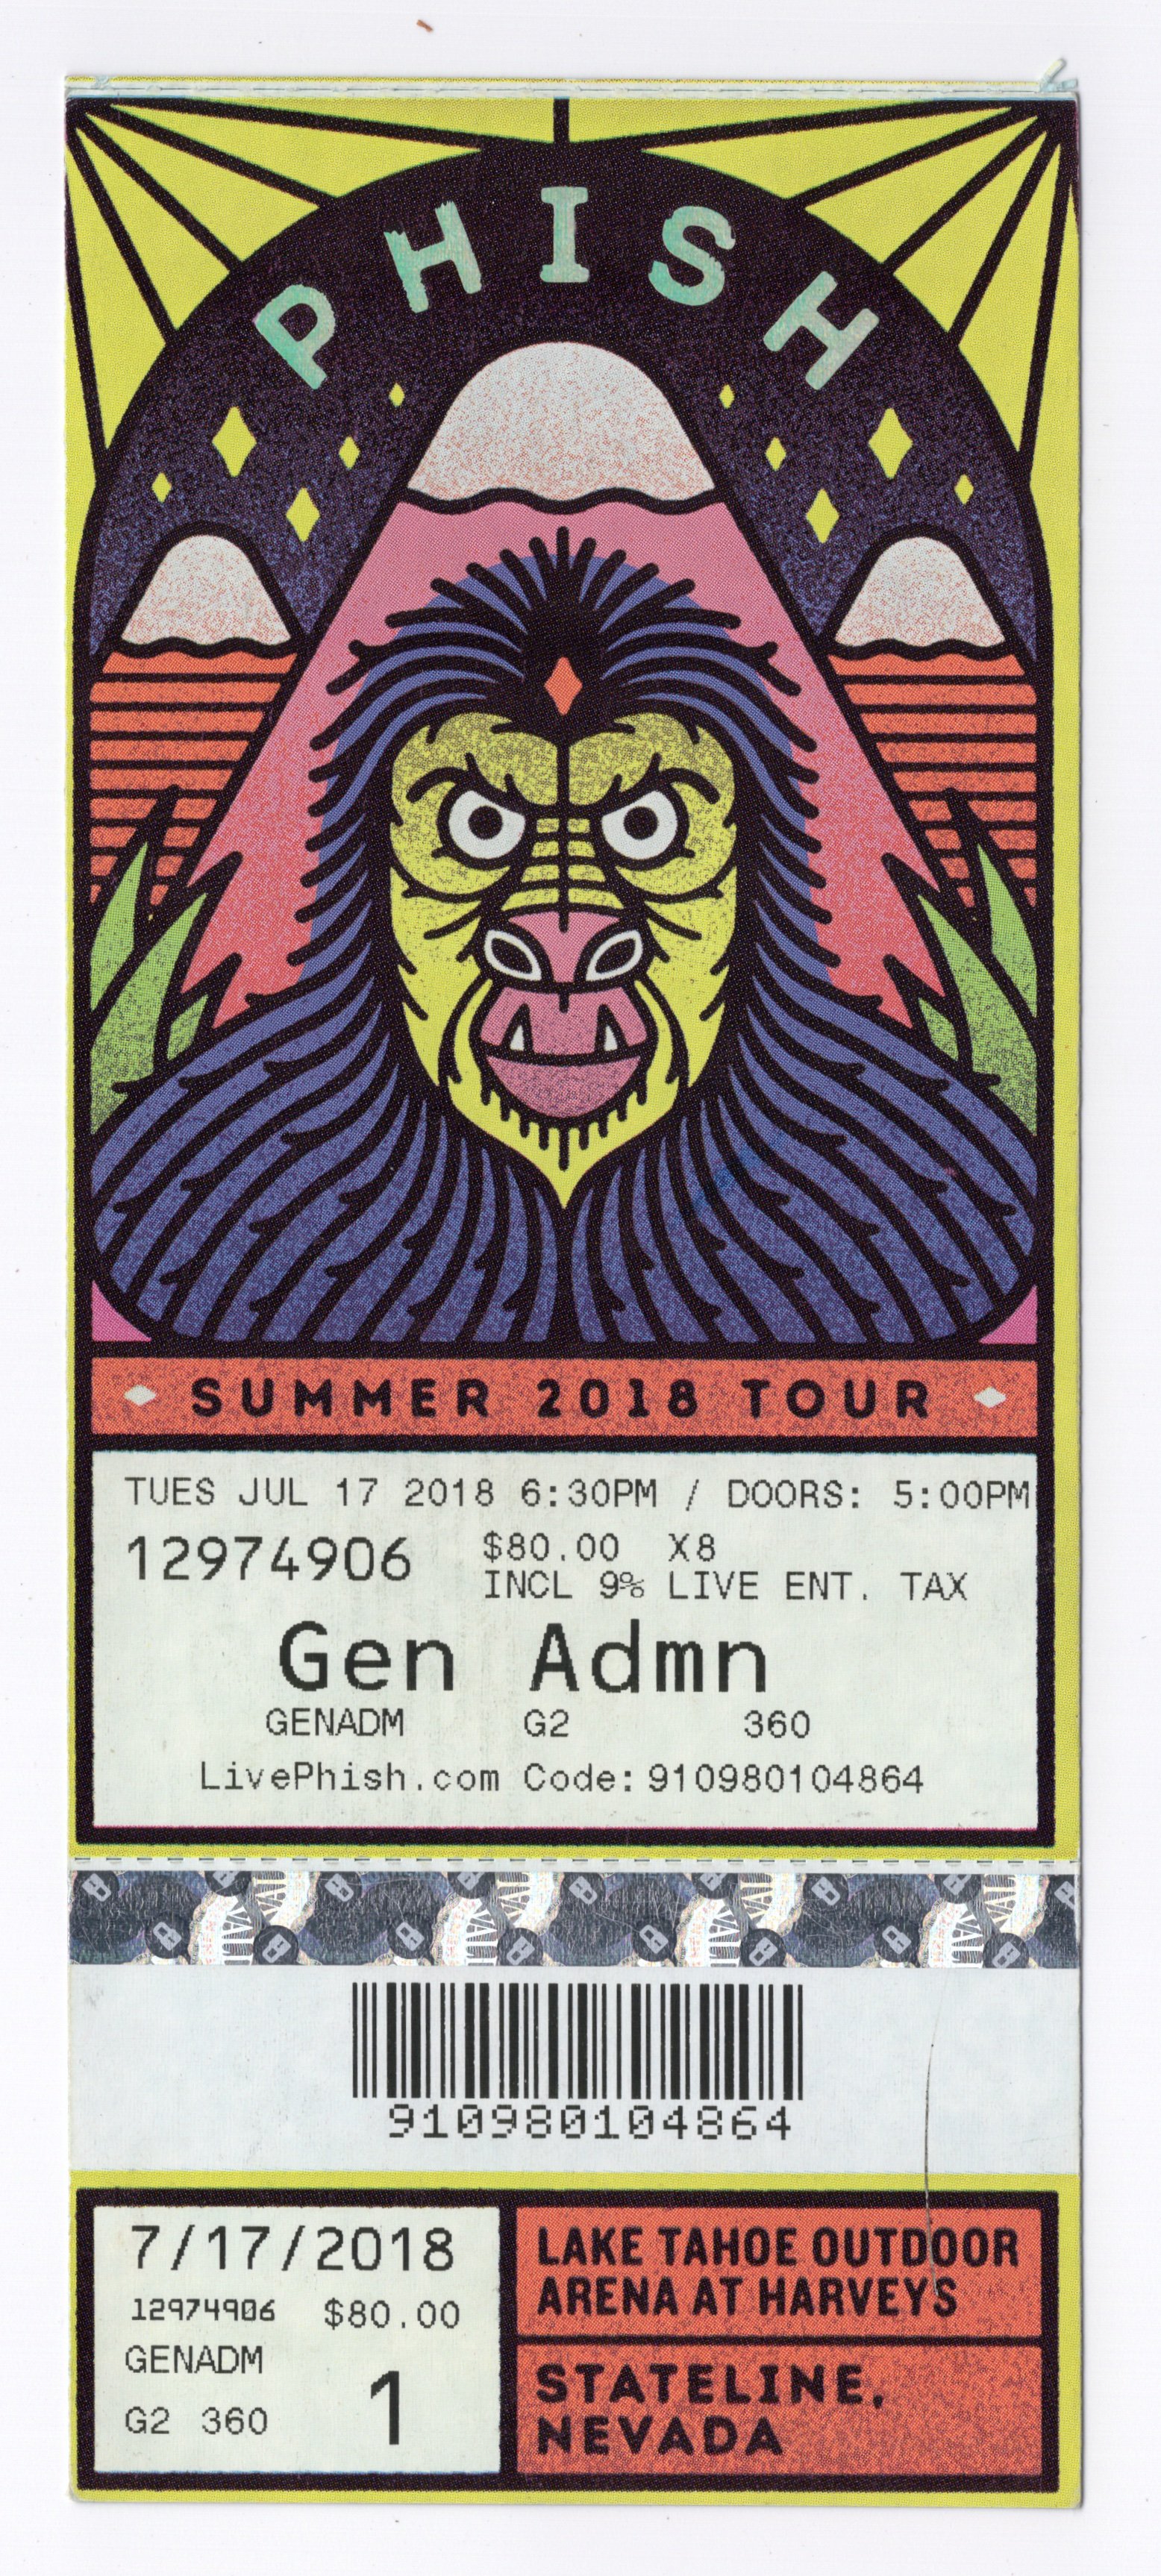 PHISH
SUMMER 2018 TOUR
TUES JUL 17 2018 6:30PM / DOORS: 5:00PM
12974906 $80.00 X8
INCL 9% LIVE ENT. TAX
Gen Admn
GENADM G2 360
LivePhish.com Code: 910980104864
910980104864
7/17/2018
12974906 $80.00
GENADM
G2 360 1
LAKE TAHOE OUTDOOR
ARENA AT HARVEYS
STATELINE,
NEVADA